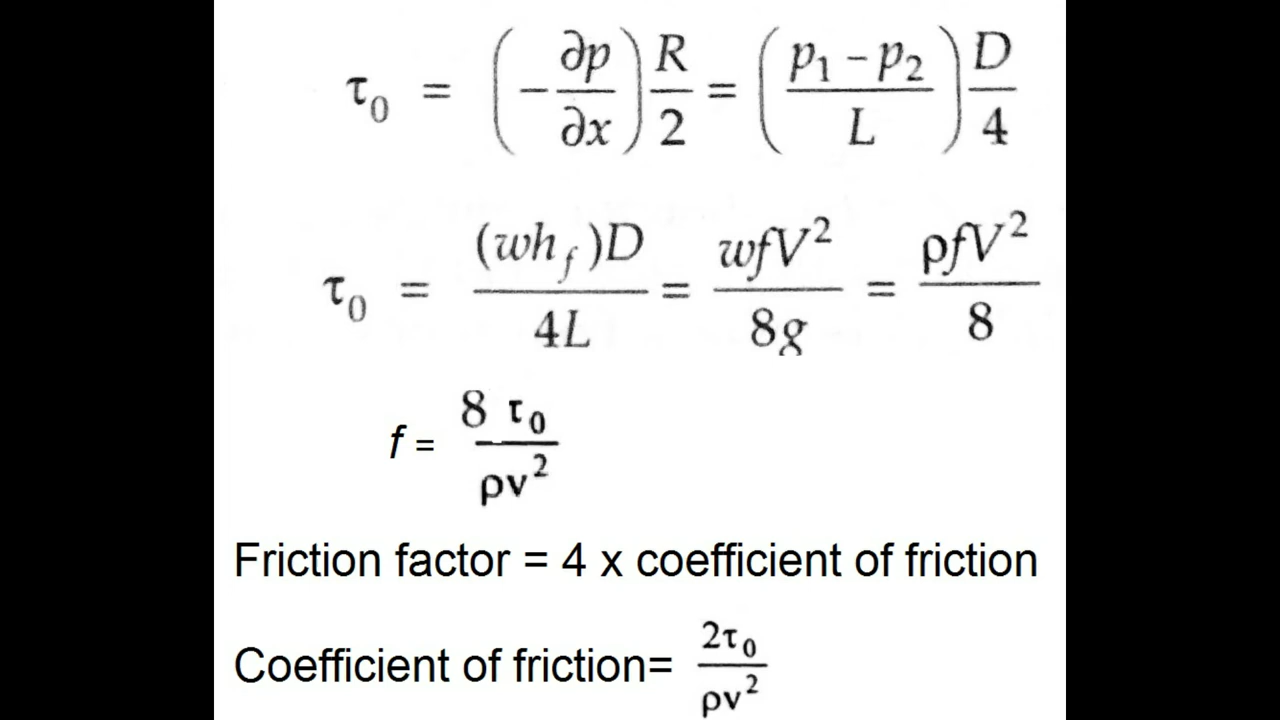 τ₀ = (−∂p/∂x) R/2 = ((p₁ − p₂)/L) D/4
τ₀ = (wh_f)D/4L = wfV²/8g = ρfV²/8
f = 8 τ₀/ρv²
Friction factor = 4 x coefficient of friction
Coefficient of friction= 2τ₀/ρv²